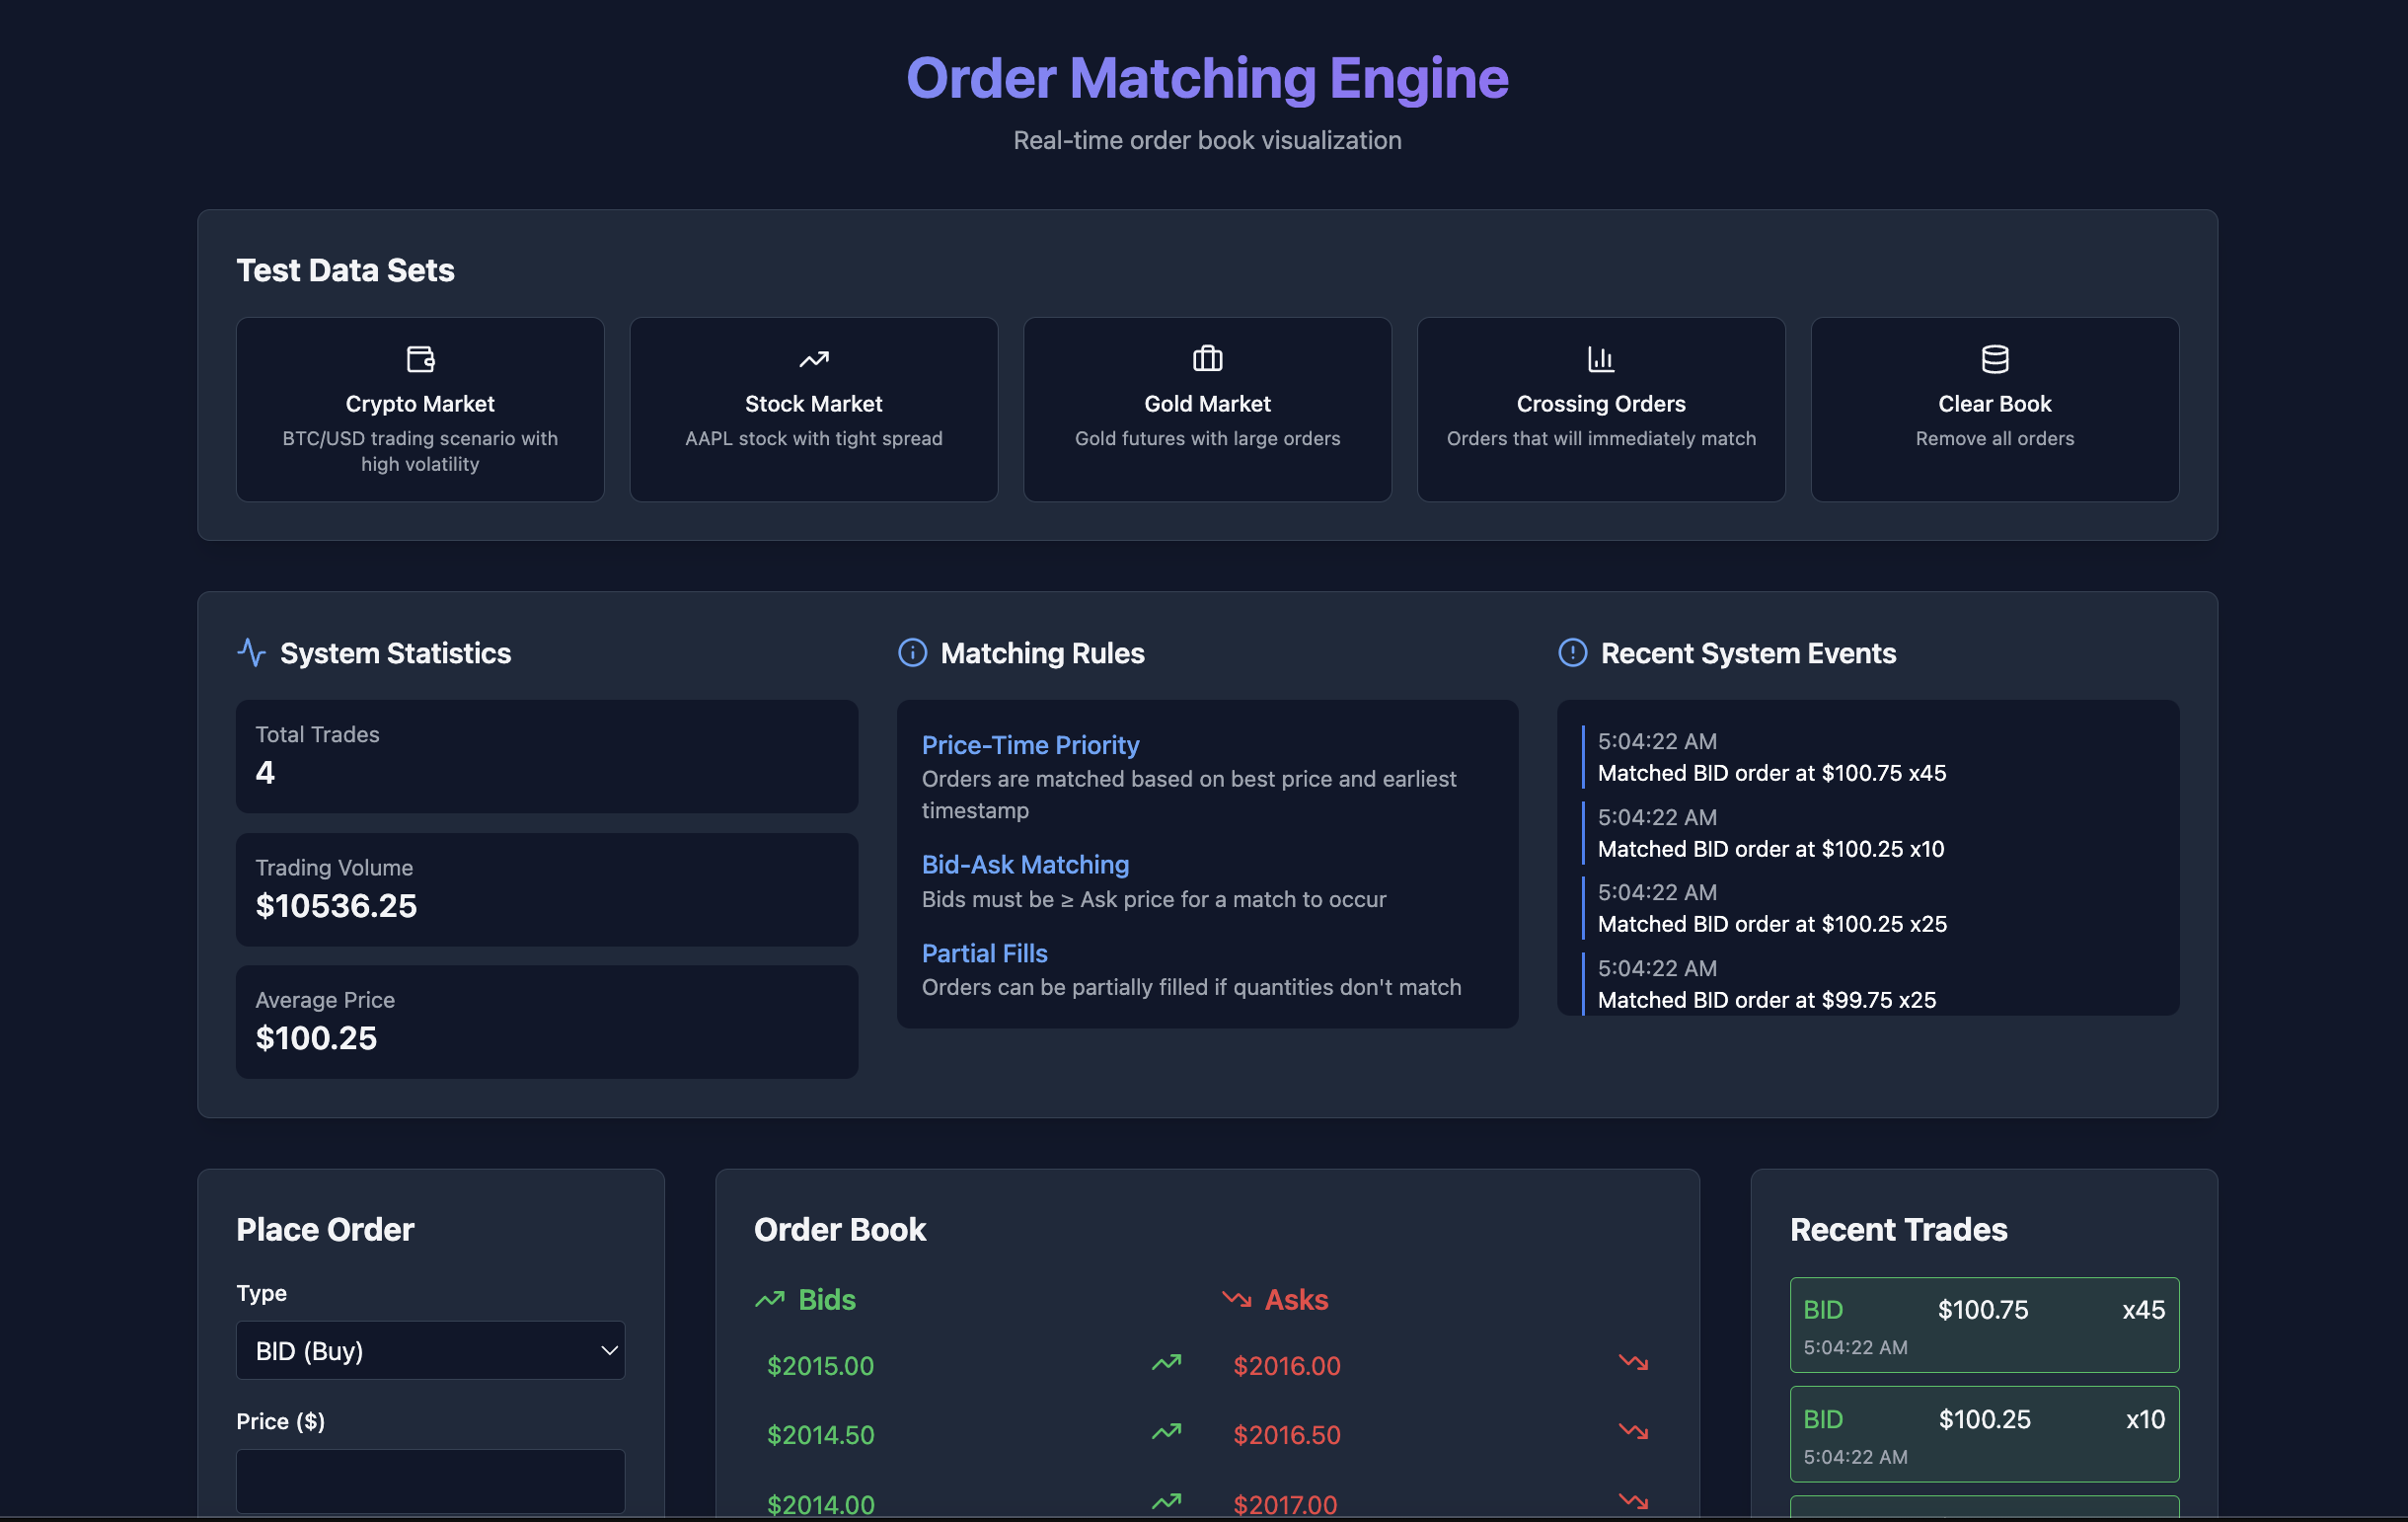 Order Matching Engine
Real-time order book visualization
Test Data Sets
Crypto Market
BTC/USD trading scenario with
high volatility
Stock Market
AAPL stock with tight spread
Gold Market
Gold futures with large orders
Crossing Orders
Orders that will immediately match
Clear Book
Remove all orders
System Statistics
Total Trades
4
Trading Volume
$10536.25
Average Price
$100.25
Matching Rules
Price-Time Priority
Orders are matched based on best price and earliest
timestamp
Bid-Ask Matching
Bids must be ≥ Ask price for a match to occur
Partial Fills
Orders can be partially filled if quantities don't match
Recent System Events
5:04:22 AM
Matched BID order at $100.75 x45
5:04:22 AM
Matched BID order at $100.25 x10
5:04:22 AM
Matched BID order at $100.25 x25
5:04:22 AM
Matched BID order at $99.75 x25
Place Order
Type
BID (Buy)
Price ($)
Order Book
Bids
$2015.00
$2014.50
$2014.00
Asks
$2016.00
$2016.50
$2017.00
Recent Trades
BID $100.75 x45
5:04:22 AM
BID $100.25 x10
5:04:22 AM